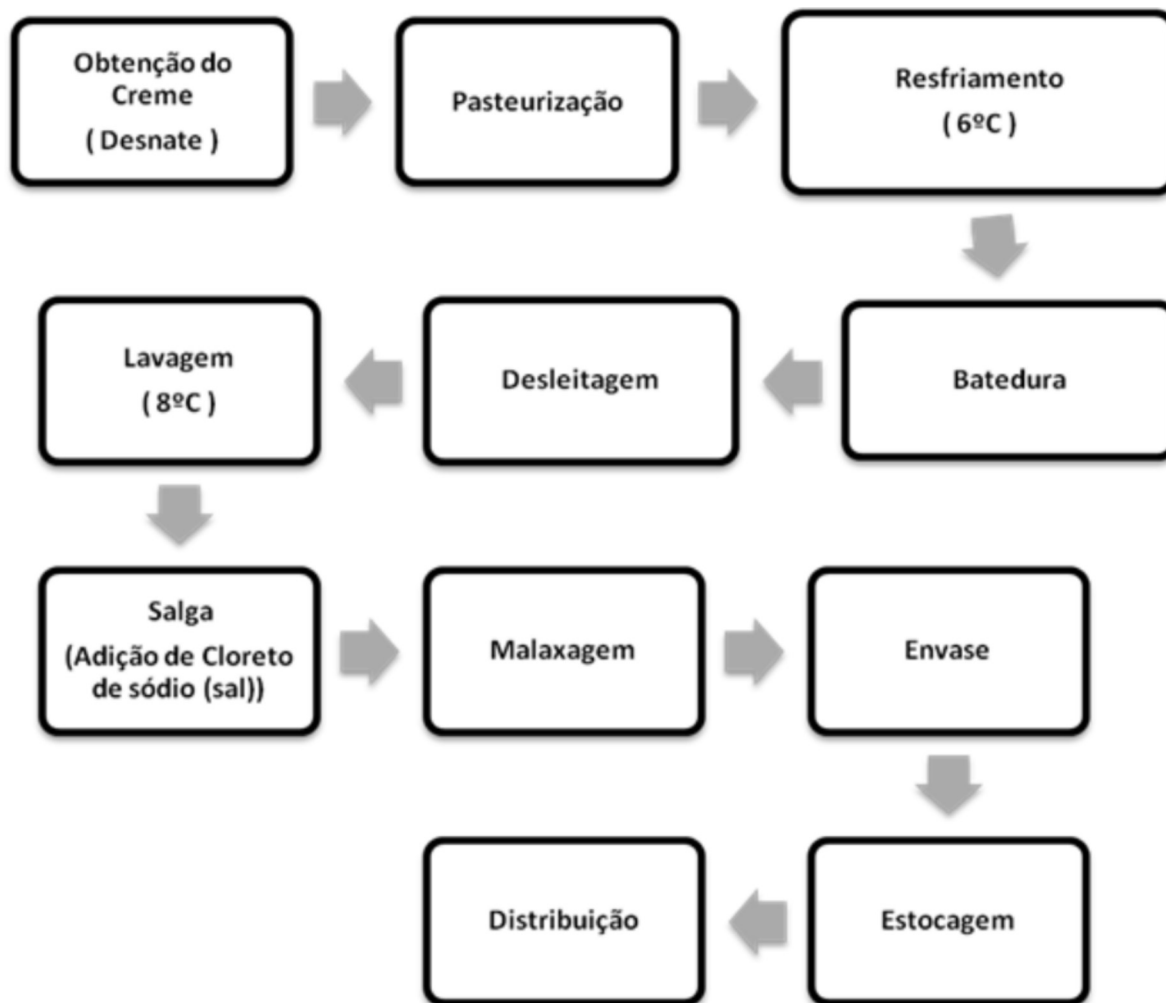 Obtenção do
Creme
( Desnate )
Pasteurização
Resfriamento
( 6ºC )
Batedura
Desleitagem
Lavagem
( 8ºC )
Salga
(Adição de Cloreto
de sódio (sal))
Malaxagem
Envase
Estocagem
Distribuição